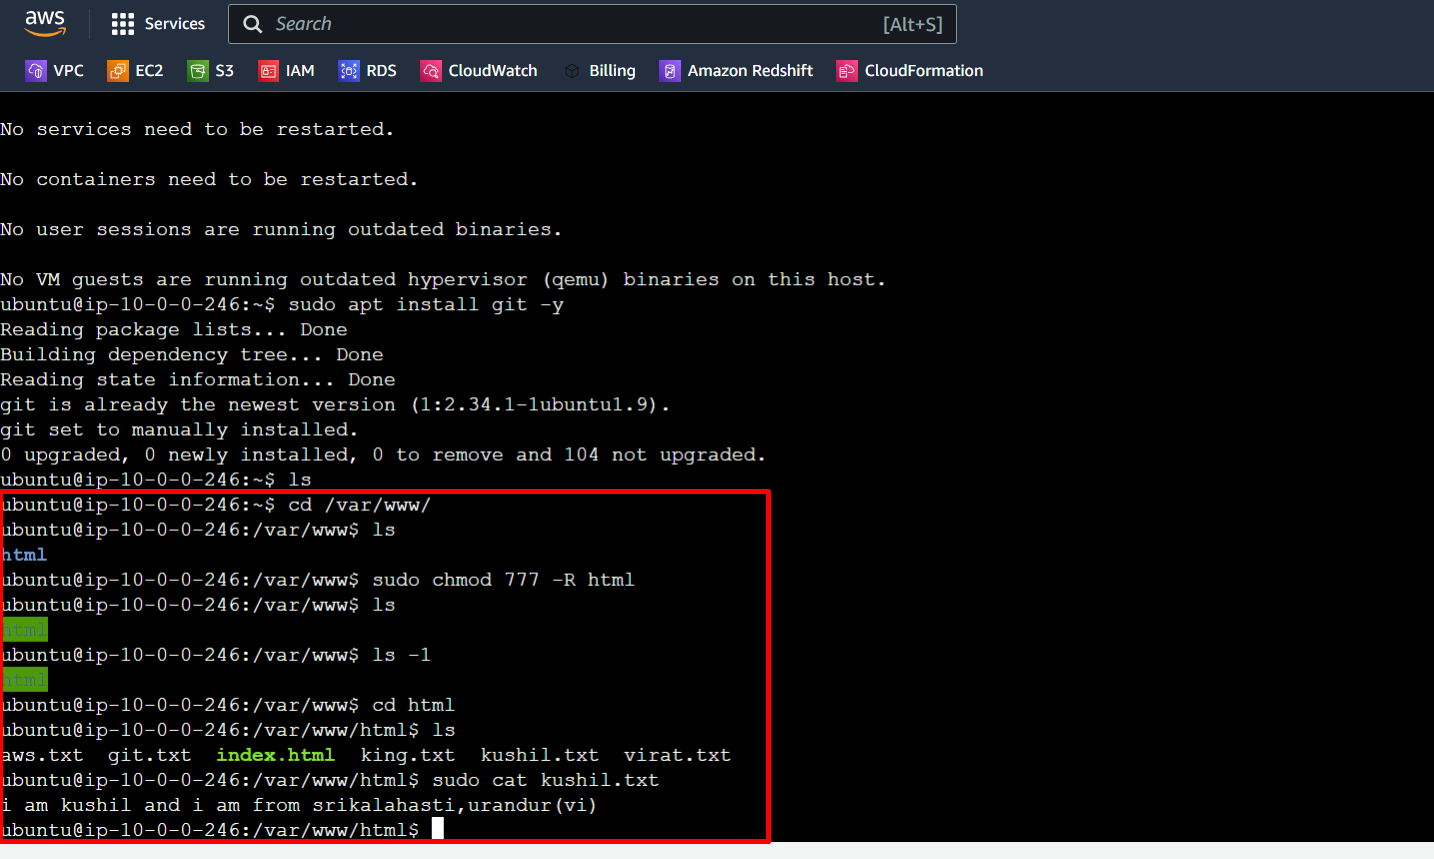 aws
Services
Search [Alt+S]
VPC EC2 S3 IAM RDS CloudWatch Billing Amazon Redshift CloudFormation
No services need to be restarted.
No containers need to be restarted.
No user sessions are running outdated binaries.
No VM guests are running outdated hypervisor (qemu) binaries on this host.
ubuntu@ip-10-0-0-246:~$ sudo apt install git -y
Reading package lists... Done
Building dependency tree... Done
Reading state information... Done
git is already the newest version (1:2.34.1-1ubuntu1.9).
git set to manually installed.
0 upgraded, 0 newly installed, 0 to remove and 104 not upgraded.
ubuntu@ip-10-0-0-246:~$ ls
ubuntu@ip-10-0-0-246:~$ cd /var/www/
ubuntu@ip-10-0-0-246:/var/www$ ls
html
ubuntu@ip-10-0-0-246:/var/www$ sudo chmod 777 -R html
ubuntu@ip-10-0-0-246:/var/www$ ls
html
ubuntu@ip-10-0-0-246:/var/www$ ls -1
html
ubuntu@ip-10-0-0-246:/var/www$ cd html
ubuntu@ip-10-0-0-246:/var/www/html$ ls
aws.txt git.txt index.html king.txt kushil.txt virat.txt
ubuntu@ip-10-0-0-246:/var/www/html$ sudo cat kushil.txt
i am kushil and i am from srikalahasti,urandur(vi)
ubuntu@ip-10-0-0-246:/var/www/html$